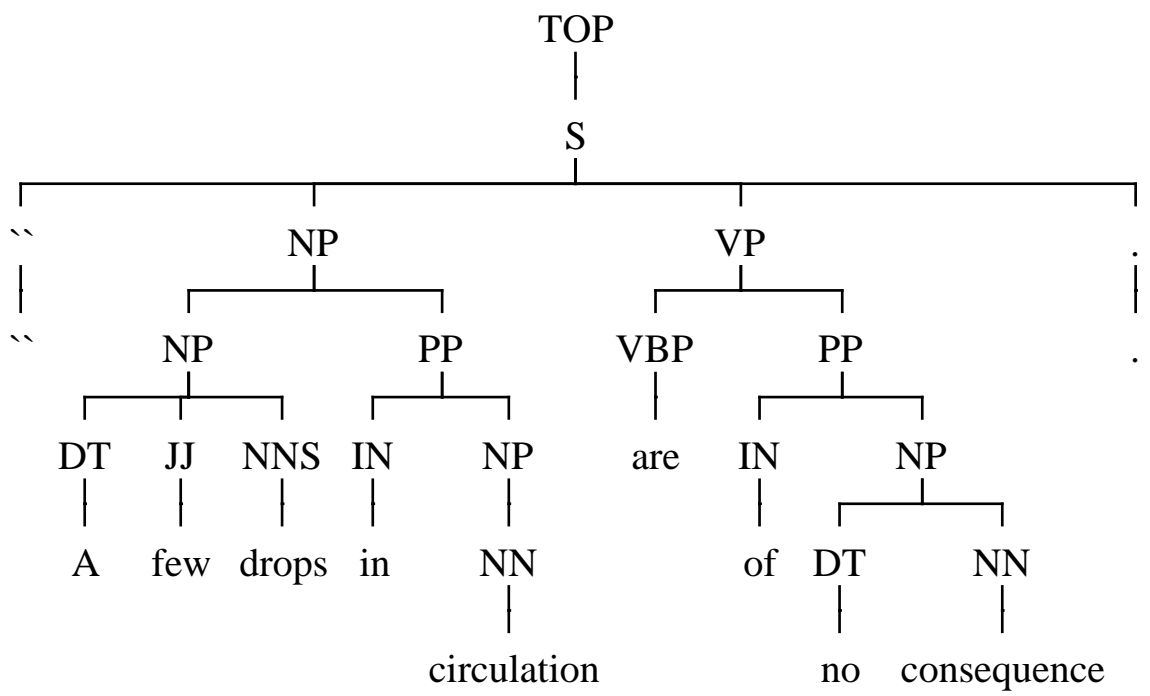 TOP
S
`` NP VP .
`` NP PP VBP PP .
DT JJ NNS IN NP are IN NP
A few drops in NN of DT NN
circulation no consequence